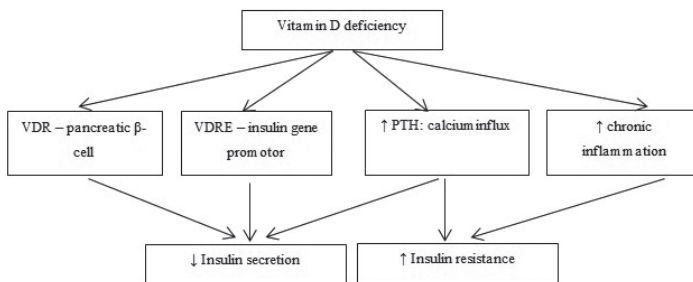 Vitamin D deficiency
VDR – pancreatic β-
cell
VDRE – insulin gene
promotor
↑ PTH: calcium influx
↑ chronic
inflammation
↓ Insulin secretion
↑ Insulin resistance